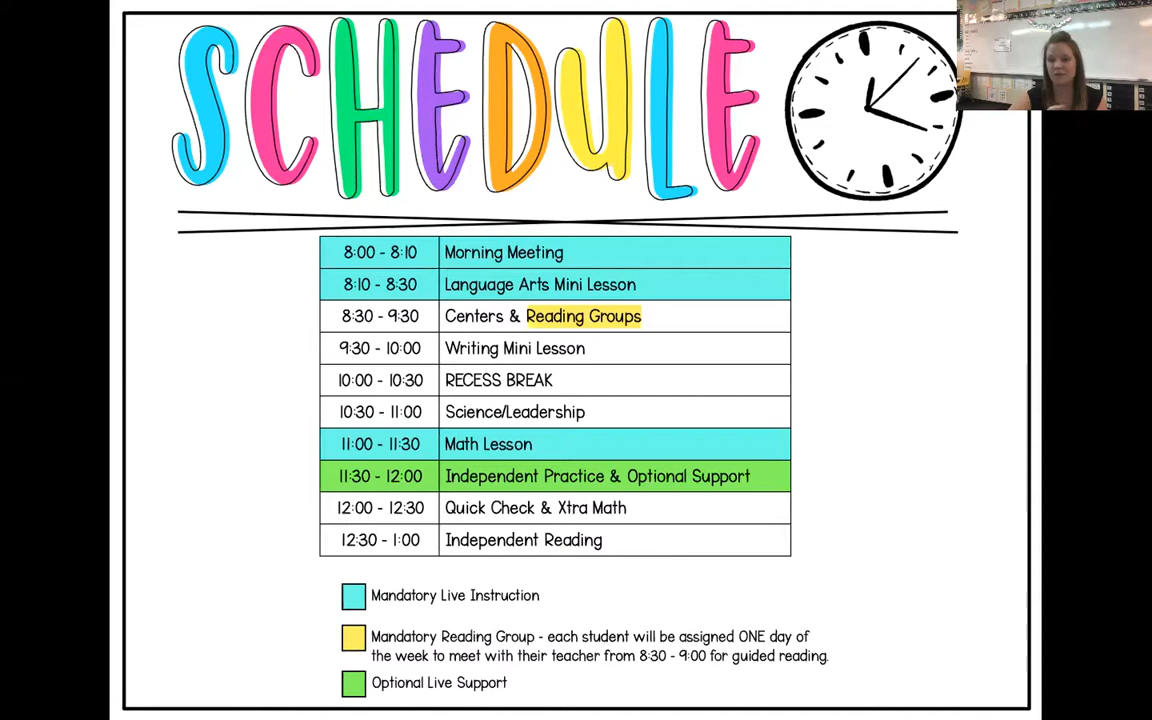 SCHEDULE
8:00 - 8:10 Morning Meeting
8:10 - 8:30 Language Arts Mini Lesson
8:30 - 9:30 Centers & Reading Groups
9:30 - 10:00 Writing Mini Lesson
10:00 - 10:30 RECESS BREAK
10:30 - 11:00 Science/Leadership
11:00 - 11:30 Math Lesson
11:30 - 12:00 Independent Practice & Optional Support
12:00 - 12:30 Quick Check & Xtra Math
12:30 - 1:00 Independent Reading
Mandatory Live Instruction
Mandatory Reading Group - each student will be assigned ONE day of
the week to meet with their teacher from 8:30 - 9:00 for guided reading.
Optional Live Support